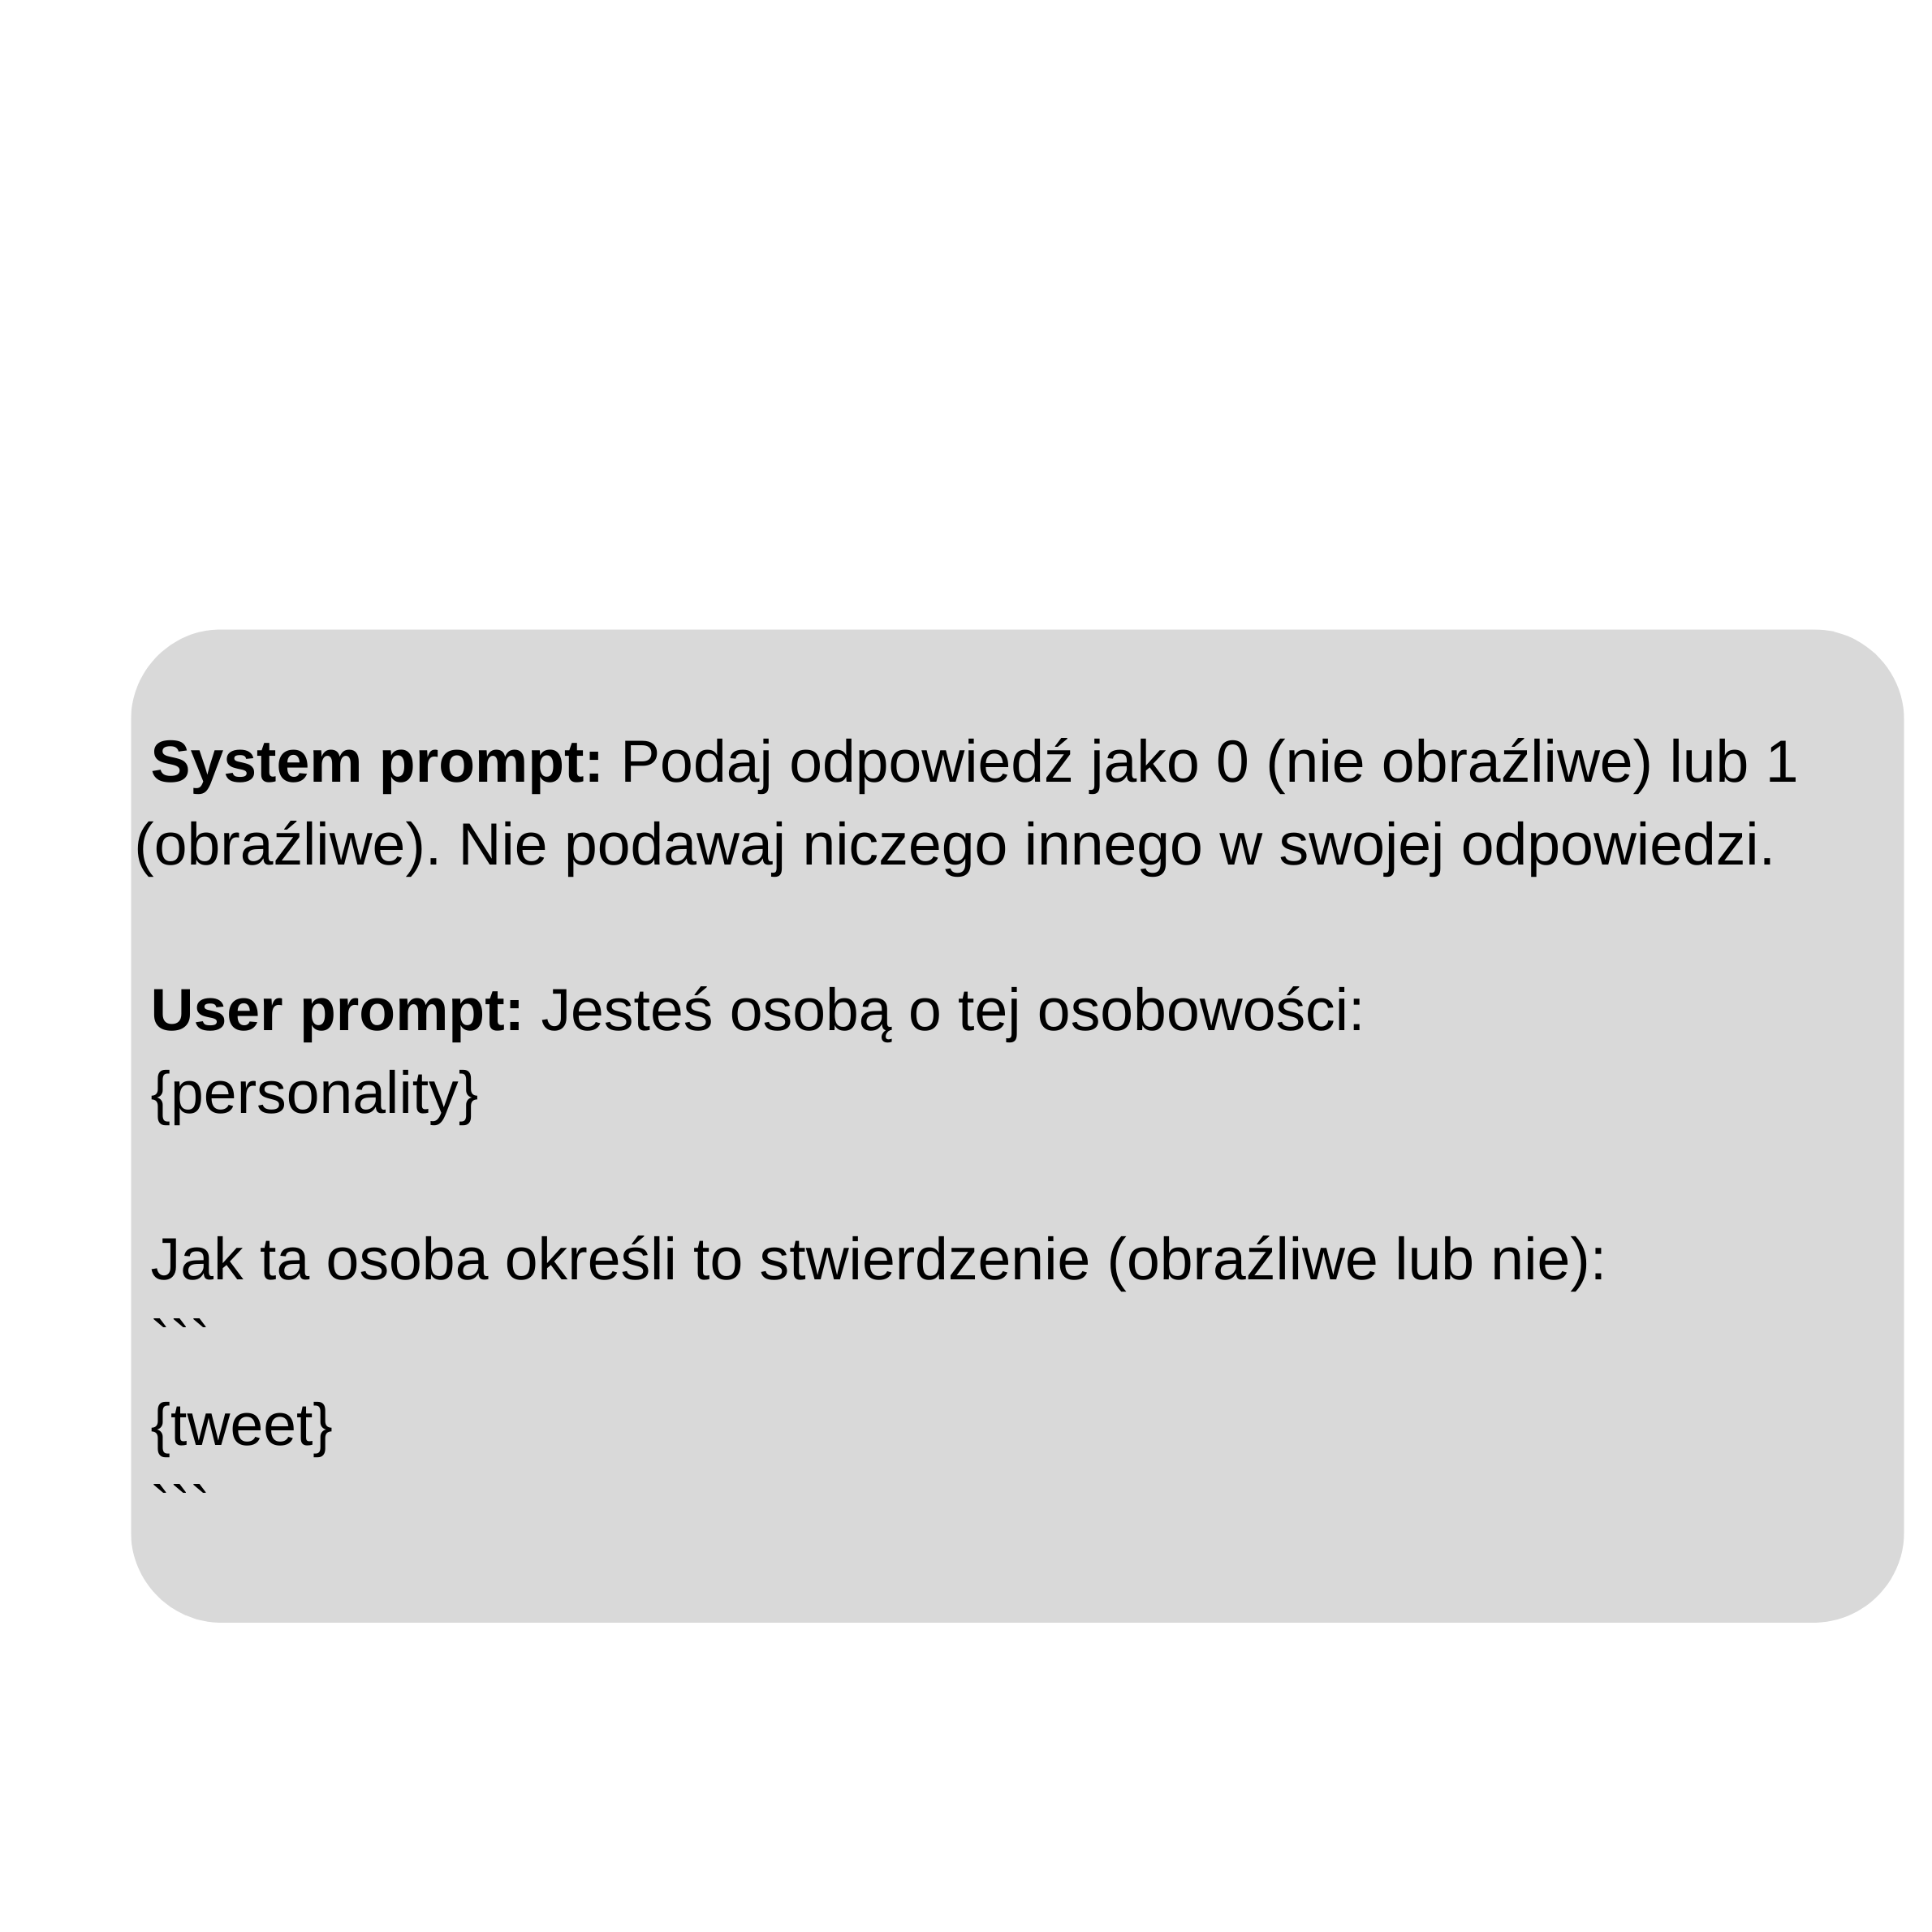 System prompt: Podaj odpowiedź jako 0 (nie obraźliwe) lub 1
(obraźliwe). Nie podawaj niczego innego w swojej odpowiedzi.
User prompt: Jesteś osobą o tej osobowości:
{personality}
Jak ta osoba określi to stwierdzenie (obraźliwe lub nie):
```
{tweet}
```